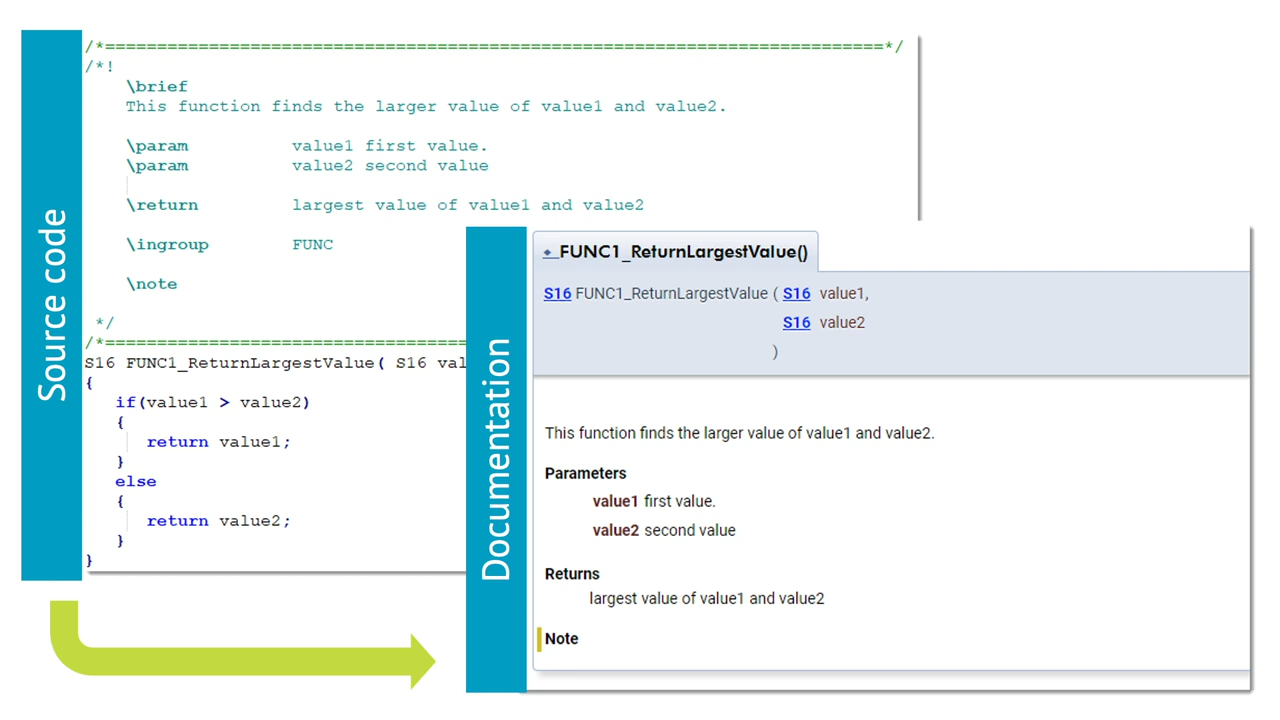 Source code
/*===========================================================================*/
/*!
\brief
This function finds the larger value of value1 and value2.
\param value1 first value.
\param value2 second value
\return largest value of value1 and value2
\ingroup FUNC
\note
*/
/*===================================
S16 FUNC1_ReturnLargestValue( S16 val
{
if(value1 > value2)
{
return value1;
}
else
{
return value2;
}
}
Documentation
FUNC1_ReturnLargestValue()
S16 FUNC1_ReturnLargestValue ( S16 value1,
S16 value2
)
This function finds the larger value of value1 and value2.
Parameters
value1 first value.
value2 second value
Returns
largest value of value1 and value2
Note